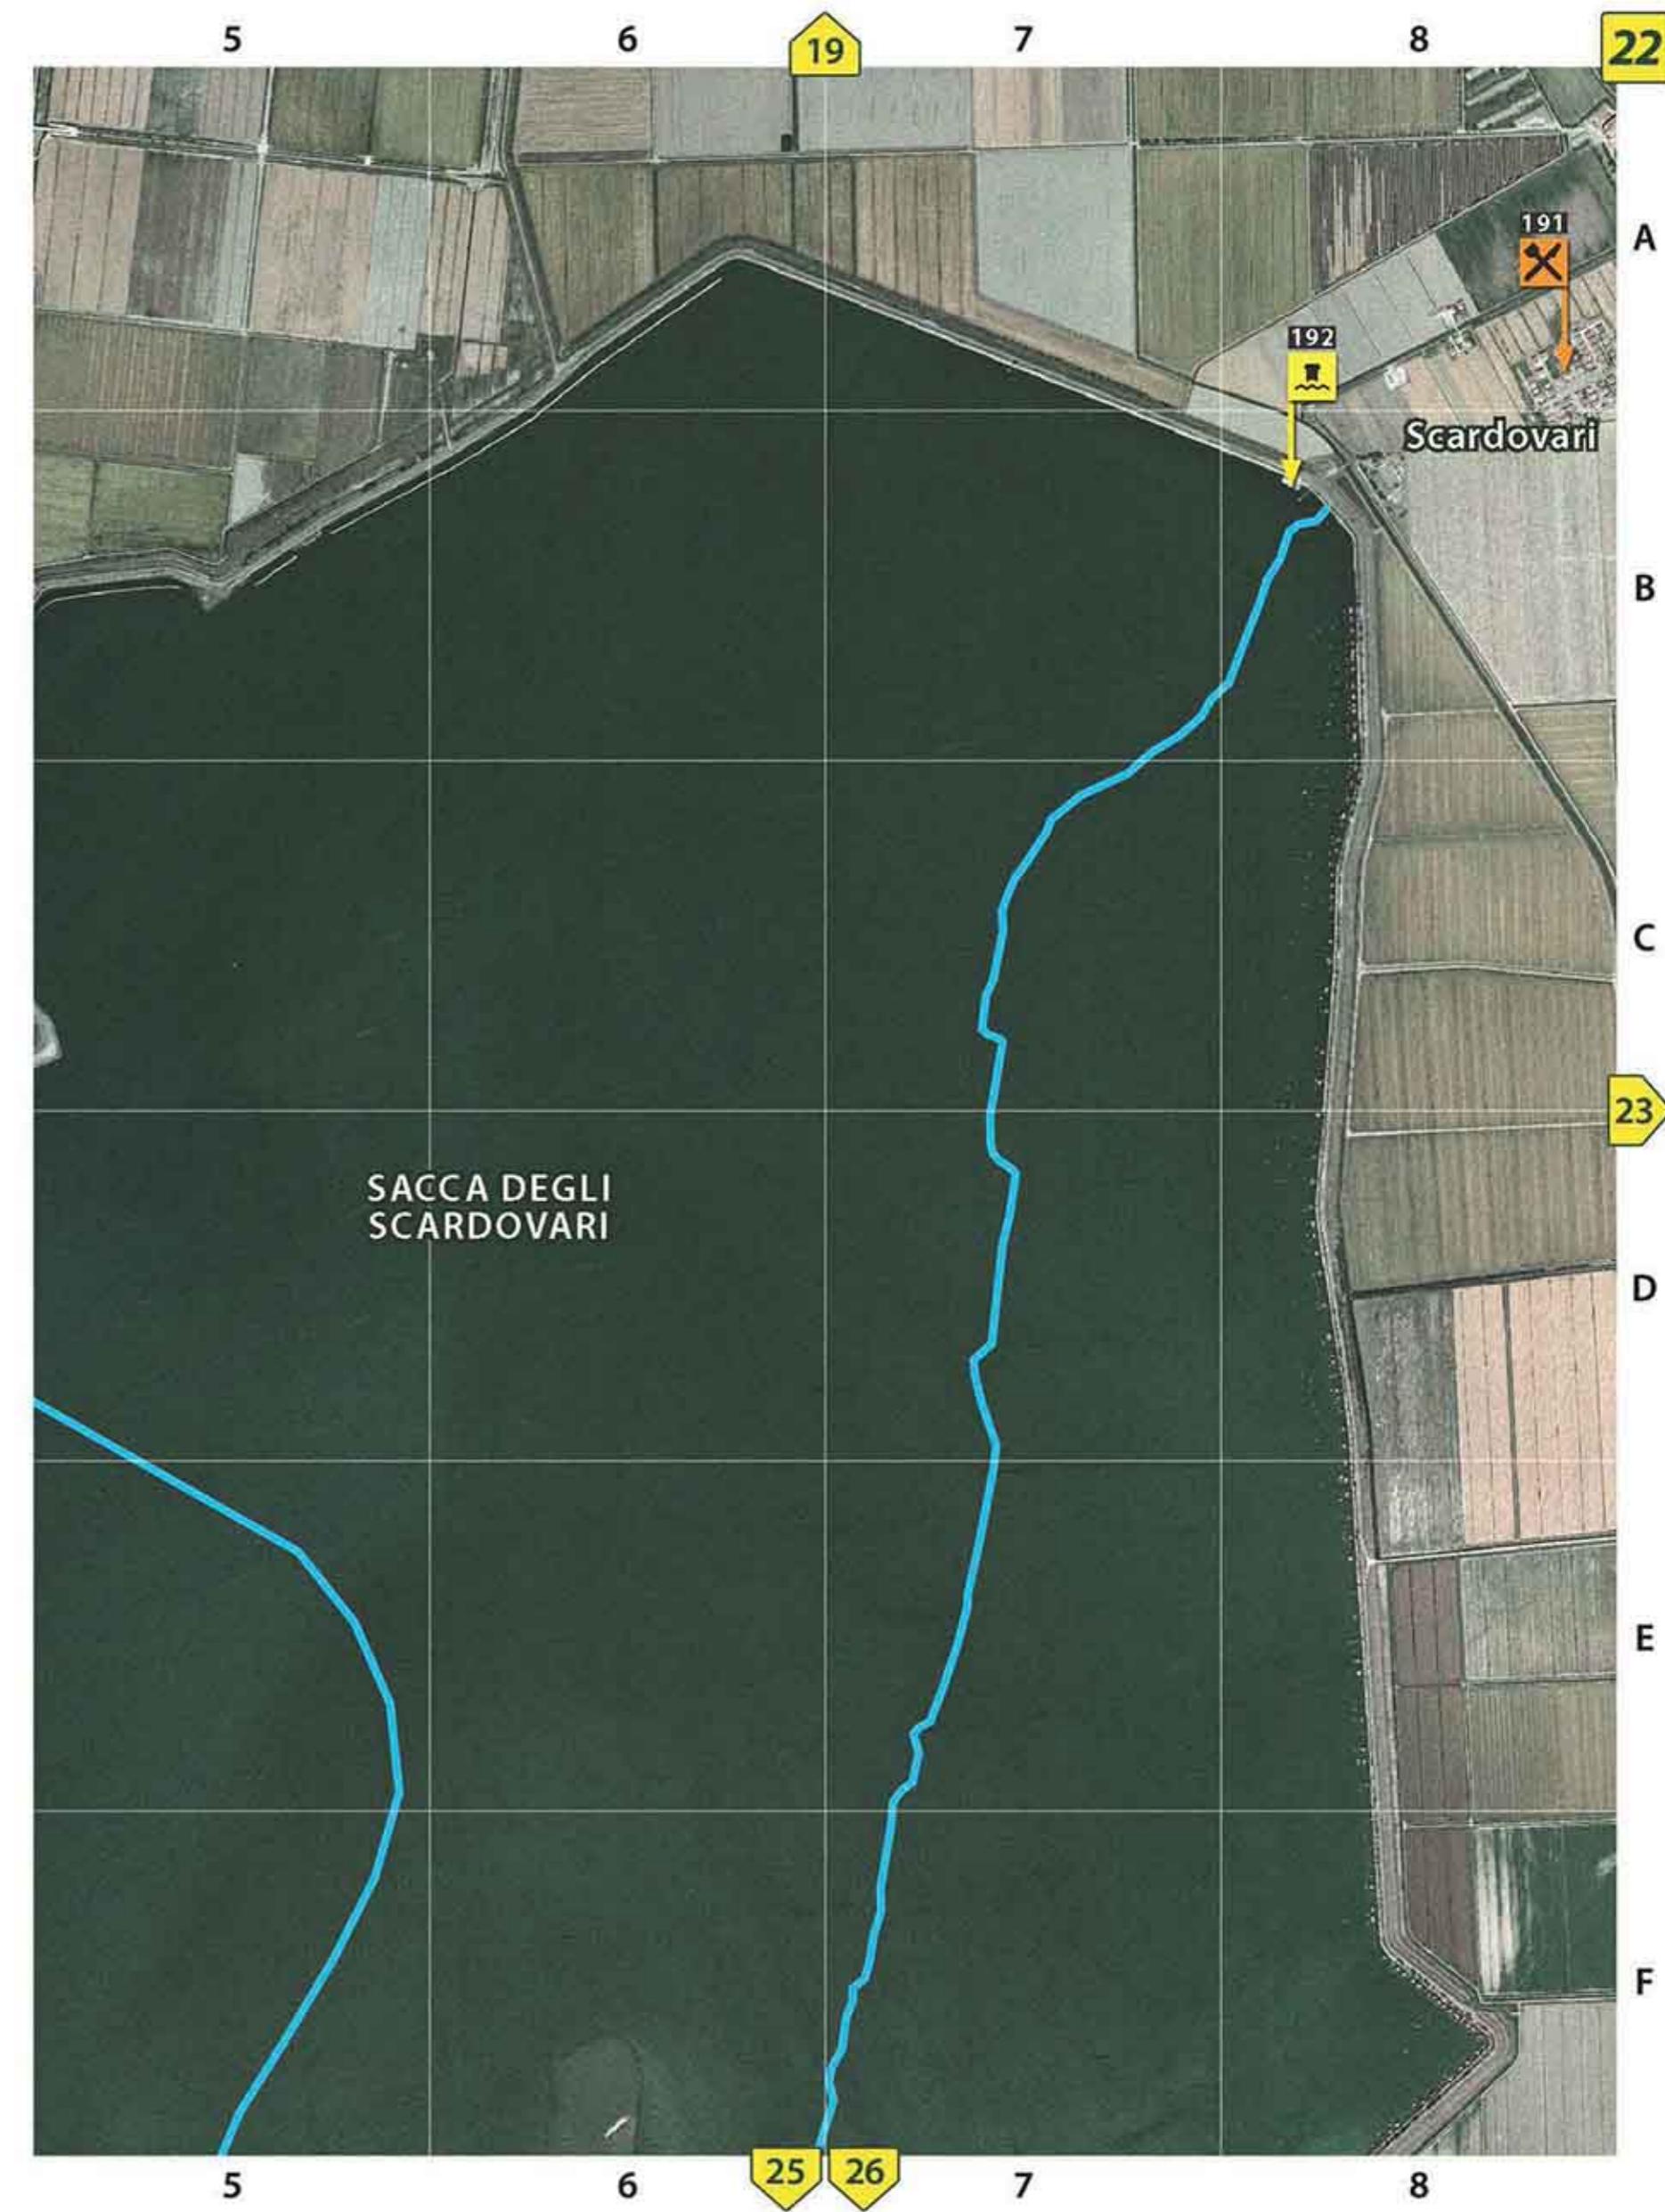 5 6 19 7 8 22
A
191
192
Scardovari
B
C
23
SACCA DEGLI
SCARDOVARI
D
E
F
25 26
5 6 7 8